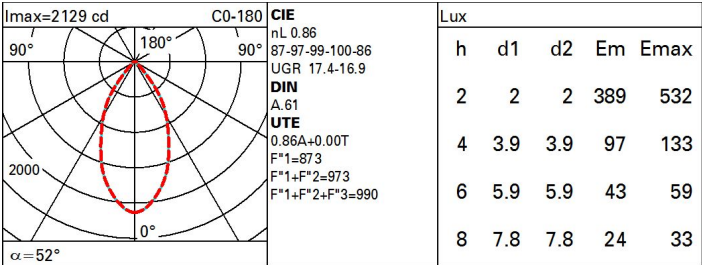 Imax=2129 cd C0-180
90° 180° 90°
2000
0°
α=52°
CIE
nL 0.86
87-97-99-100-86
UGR 17.4-16.9
DIN
A.61
UTE
0.86A+0.00T
F"1=873
F"1+F"2=973
F"1+F"2+F"3=990
Lux
h d1 d2 Em Emax
2 2 2 389 532
4 3.9 3.9 97 133
6 5.9 5.9 43 59
8 7.8 7.8 24 33